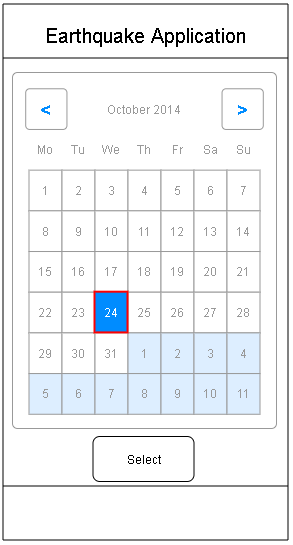 Earthquake Application
< October 2014 >
Mo Tu We Th Fr Sa Su
1 2 3 4 5 6 7
8 9 10 11 12 13 14
15 16 17 18 19 20 21
22 23 24 25 26 27 28
29 30 31 1 2 3 4
5 6 7 8 9 10 11
Select